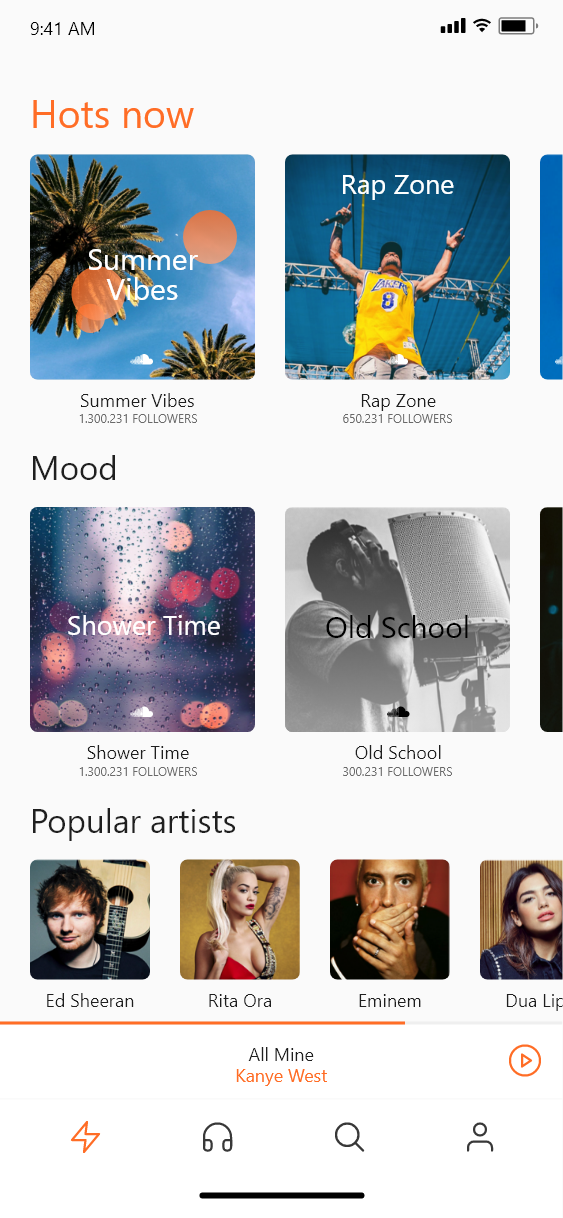 9:41 AM
Hots now
Summer
Vibes
Rap Zone
LAKERS
8
Summer Vibes
1.300.231 FOLLOWERS
Rap Zone
650.231 FOLLOWERS
Mood
Shower Time
Old School
Shower Time
1.300.231 FOLLOWERS
Old School
300.231 FOLLOWERS
Popular artists
Ed Sheeran
Rita Ora
Eminem
Dua Lip
All Mine
Kanye West